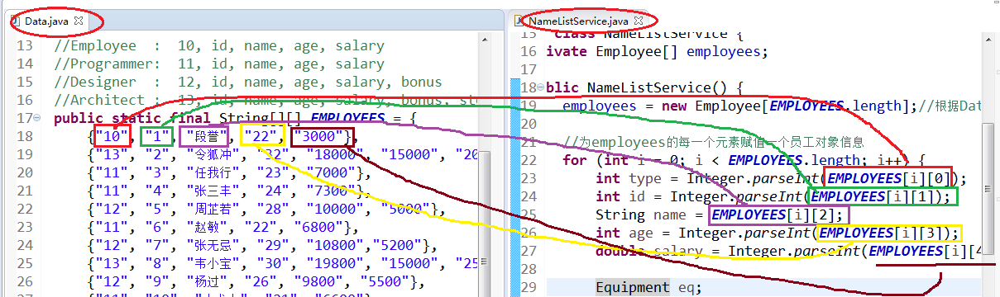 Data.java
13 //Employee : 10, id, name, age, salary
14 //Programmer: 11, id, name, age, salary
15 //Designer : 12, id, name, age, salary, bonus
16 //Architect : 13, id, name, age, salary, bonus, sto
17 public static final String[][] EMPLOYEES = {
18 {"10", "1", "段誉", "22", "3000"},
19 {"13", "2", "令狐冲", "32", "18000", "15000", "20
20 {"11", "3", "任我行", "23", "7000"},
21 {"11", "4", "张三丰", "24", "7300"},
22 {"12", "5", "周芷若", "28", "10000", "5000"},
23 {"11", "6", "赵敏", "22", "6800"},
24 {"12", "7", "张无忌", "29", "10800","5200"},
25 {"13", "8", "韦小宝", "30", "19800", "15000", "25
26 {"12", "9", "杨过", "26", "9800", "5500"},
NameListService.java
15 class NameListService {
16 ivate Employee[] employees;
17
18 blic NameListService() {
19 employees = new Employee[EMPLOYEES.length];//根据Dat
20
21 //为employees的每一个元素赋值一个员工对象信息
22 for (int i = 0; i < EMPLOYEES.length; i++) {
23 int type = Integer.parseInt(EMPLOYEES[i][0]);
24 int id = Integer.parseInt(EMPLOYEES[i][1]);
25 String name = EMPLOYEES[i][2];
26 int age = Integer.parseInt(EMPLOYEES[i][3]);
27 double salary = Integer.parseInt(EMPLOYEES[i][4
28
29 Equipment eq;